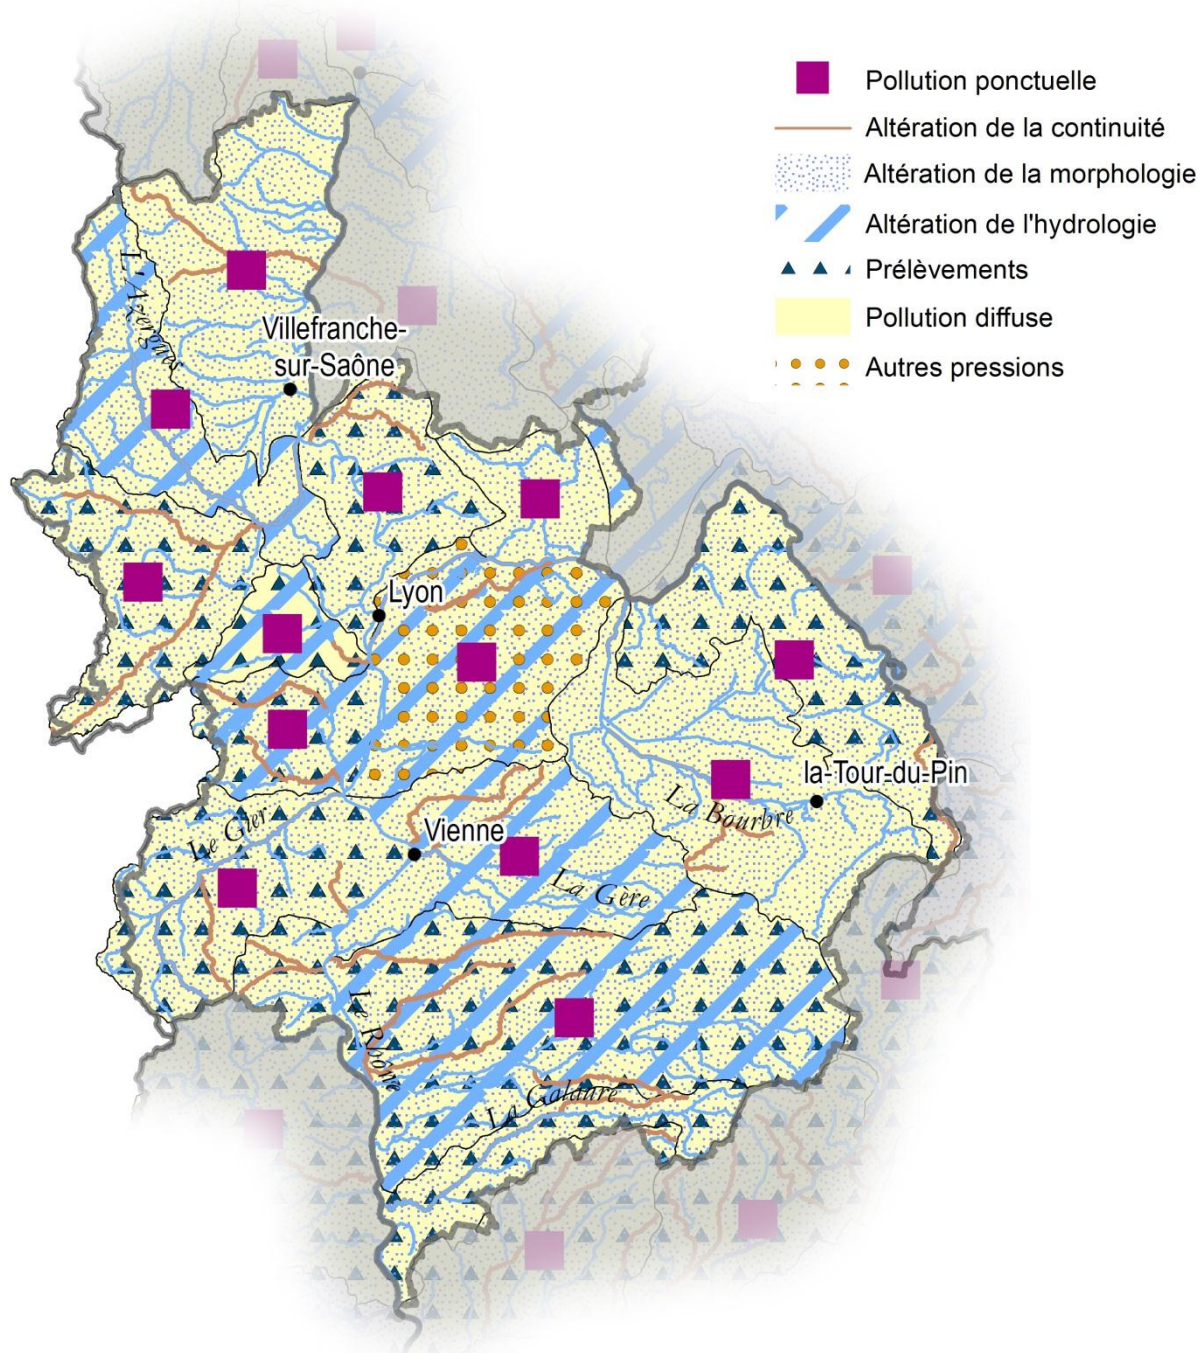 Pollution ponctuelle
Altération de la continuité
Altération de la morphologie
Altération de l'hydrologie
Prélèvements
Pollution diffuse
Autres pressions
L'Azergues
Villefranche-
sur-Saône
Lyon
la-Tour-du-Pin
La Bourbre
Le Gier
Vienne
La Gère
Le Rhône
La Galaure